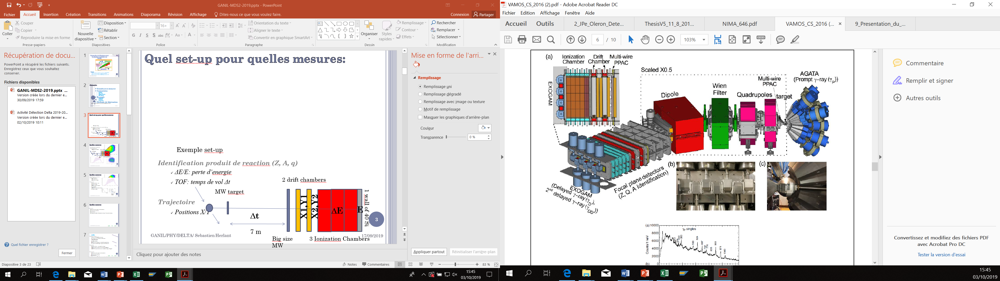 GANIL-MDS2-2019.pptx - PowerPoint
Fichier Accueil Insertion Création Transitions Animations Diaporama Révision Affichage Dites-nous ce que vous voulez faire. Connexion Partager
Coller
Couper
Copier
Reproduire la mise en forme
Presse-papiers
Nouvelle diapositive
Disposition
Rétablir
Section
Diapositives
16+
G I S S abc AV Aa A
Police
Orientation du texte
Aligner le texte
Convertir en graphique SmartArt
Paragraphe
Organiser
Styles rapides
Remplissage
Contour
Effets
Dessin
Rechercher
Remplacer
Sélectionner
Modification
Récupération de docu...
PowerPoint a récupéré les fichiers suivants.
Enregistrez ceux que vous souhaitez
conserver.
Fichiers disponibles
GANIL-MDS2-2019.pptx ...
Version créée lors du dernier e...
30/09/2019 17:59
Activité Détection Delta 2019-20...
Version créée lors du dernier e...
02/10/2019 10:11
Quel fichier enregistrer ?
Fermer
1
2
3
4
5
6
7
Quel set-up pour quelles mesures:
Exemple set-up
Identification produit de reaction (Z, A, q)
✓ ΔE/E: perte d'energie
✓ TOF: temps de vol Δt
MW target
2 drift chambers
Trajectoire
✓ Positions X/Y
Δt
7 m
X1,Y1
X2,Y2
ΔE
E
1 wall of 40 Si
3
GANIL/PHY/DELTA/ Sebastien Herlant
Big size
MW
3 Ionization Chambers
17/09/2019
Cliquez pour ajouter des notes
Mise en forme de l'arri...
Remplissage
Remplissage uni
Remplissage dégradé
Remplissage avec image ou texture
Motif de remplissage
Masquer les graphiques d'arrière-plan
Couleur
Transparence 0 %
Appliquer partout
Réinitialiser l'arrière-plan
Diapositive 3 de 23
Notes Commentaires 83 %
15:45
03/10/2019
VAMOS_CS_2016 (2).pdf - Adobe Acrobat Reader DC
Fichier Edition Affichage Fenêtre Aide
Accueil Outils 2_JPe_Oleron_Dete... ThesisV5_11_8_201... NIMA_646.pdf VAMOS_CS_2016 (... × 9_Presentation_du_...
6 / 10 103%
(a)
Ionization
Chamber
Drift
Chamber
Multi-wire
PPAC
EXOGAM
Scaled X0.5
Dipole
Wien
Filter
Quadrupoles
Multi-wire
PPAC
target
AGATA
(Prompt γ-ray (γP))
Focal plane detectors
(Z, Q, A Identification)
EXOGAM
(Delayed γ-ray (γD),
2nd delayed γ-ray (γDD))
(b)
(c)
(a)
γP singles
Counts/1 keV
10000
8000
6000
4000
2000
0
(b)
Commentaire
Remplir et signer
Autres outils
Convertissez et modifiez des fichiers PDF
avec Acrobat Pro DC
Tester la version d'essai
15:45
03/10/2019